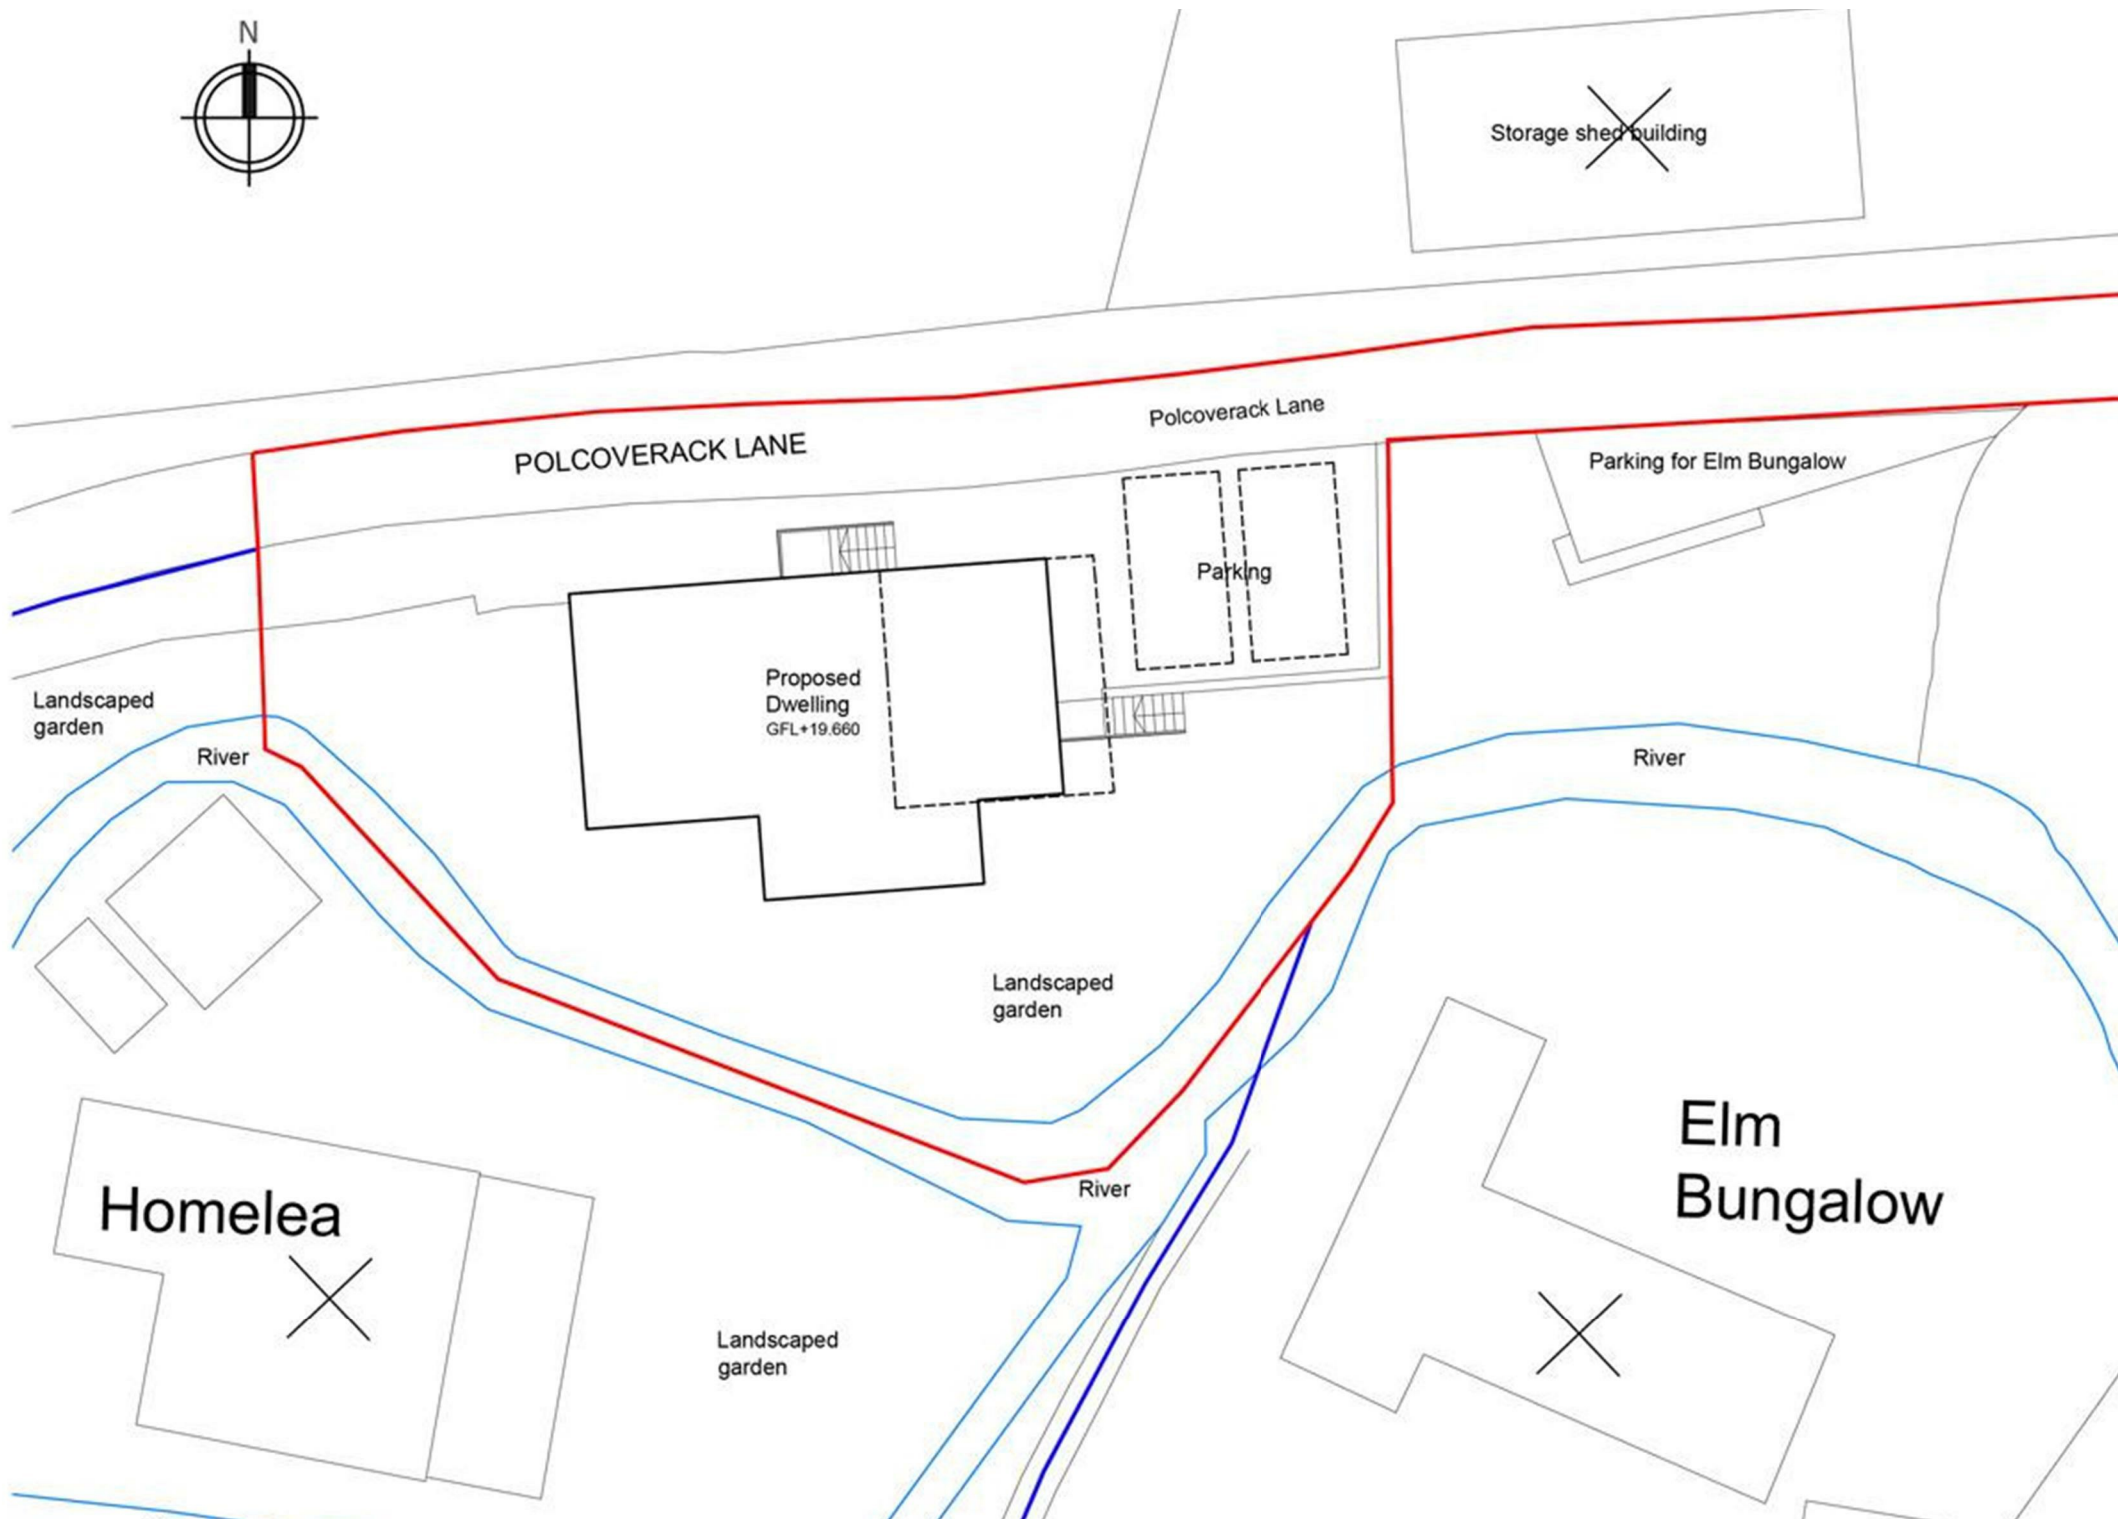 N
Storage shed building
Polcoverack Lane
POLCOVERACK LANE
Parking for Elm Bungalow
Parking
Proposed
Dwelling
GFL+19.660
Landscaped
garden
River
River
Landscaped
garden
Elm
Bungalow
River
Homelea
Landscaped
garden